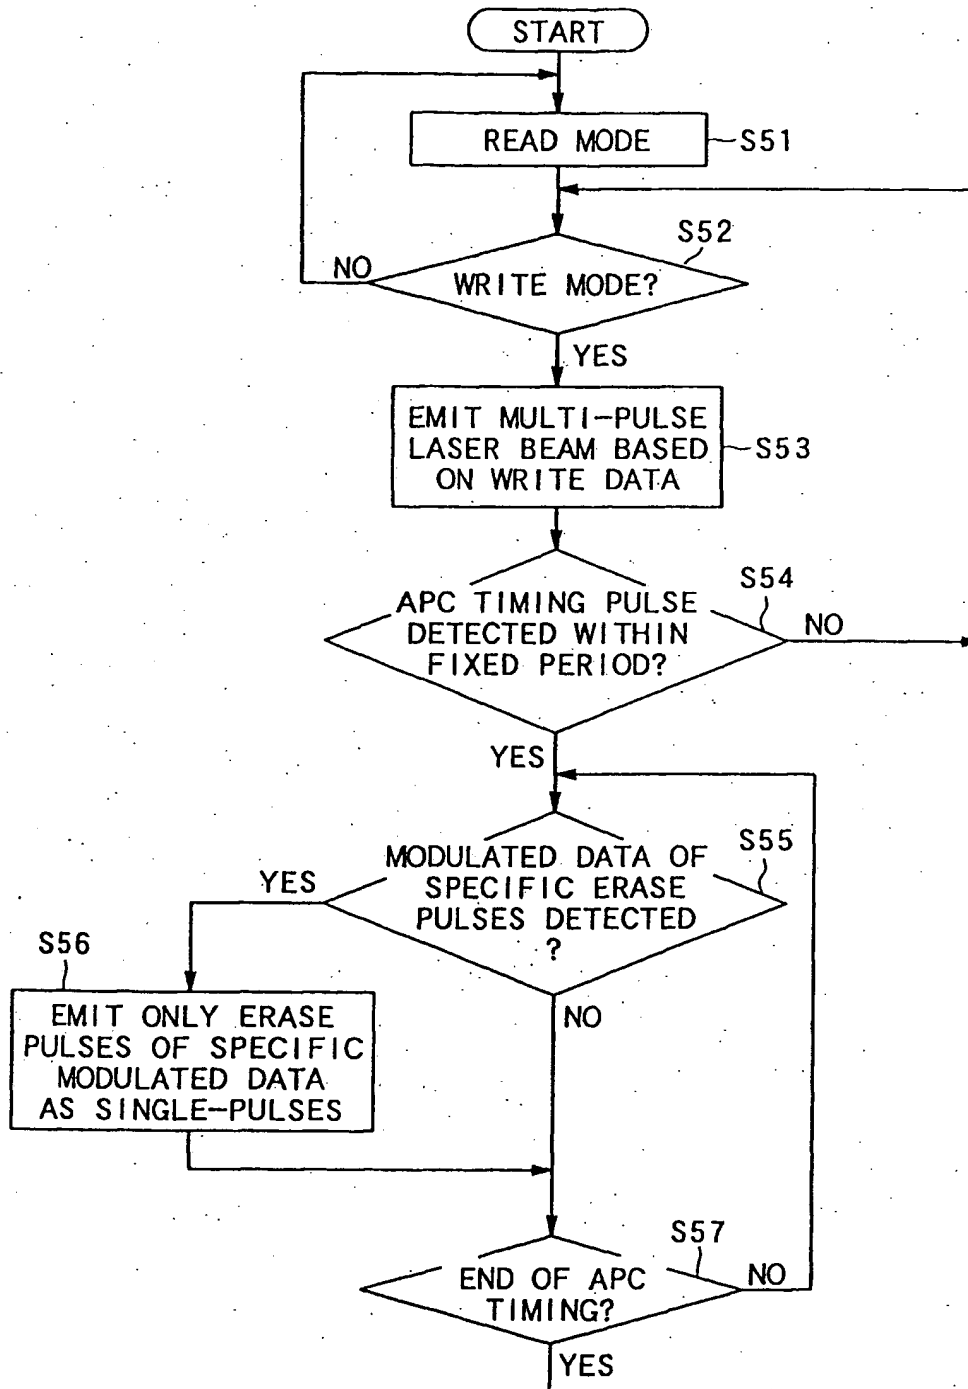 START
READ MODE
S51
S52
NO
WRITE MODE?
YES
EMIT MULTI-PULSE
LASER BEAM BASED
ON WRITE DATA
S53
S54
APC TIMING PULSE
DETECTED WITHIN
FIXED PERIOD?
NO
YES
S55
MODULATED DATA OF
SPECIFIC ERASE
PULSES DETECTED
?
YES
NO
S56
EMIT ONLY ERASE
PULSES OF SPECIFIC
MODULATED DATA
AS SINGLE-PULSES
S57
END OF APC
TIMING?
NO
YES